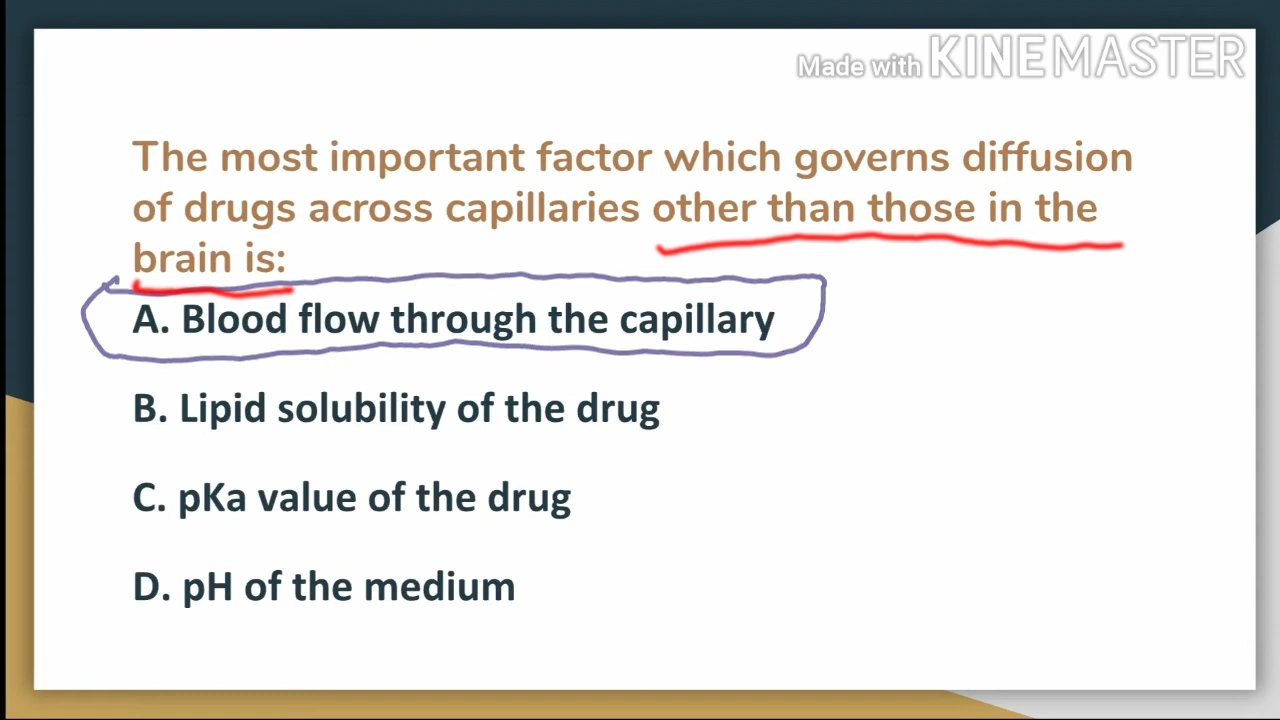 Made with KINEMASTER
The most important factor which governs diffusion
of drugs across capillaries other than those in the
brain is:
A. Blood flow through the capillary
B. Lipid solubility of the drug
C. pKa value of the drug
D. pH of the medium